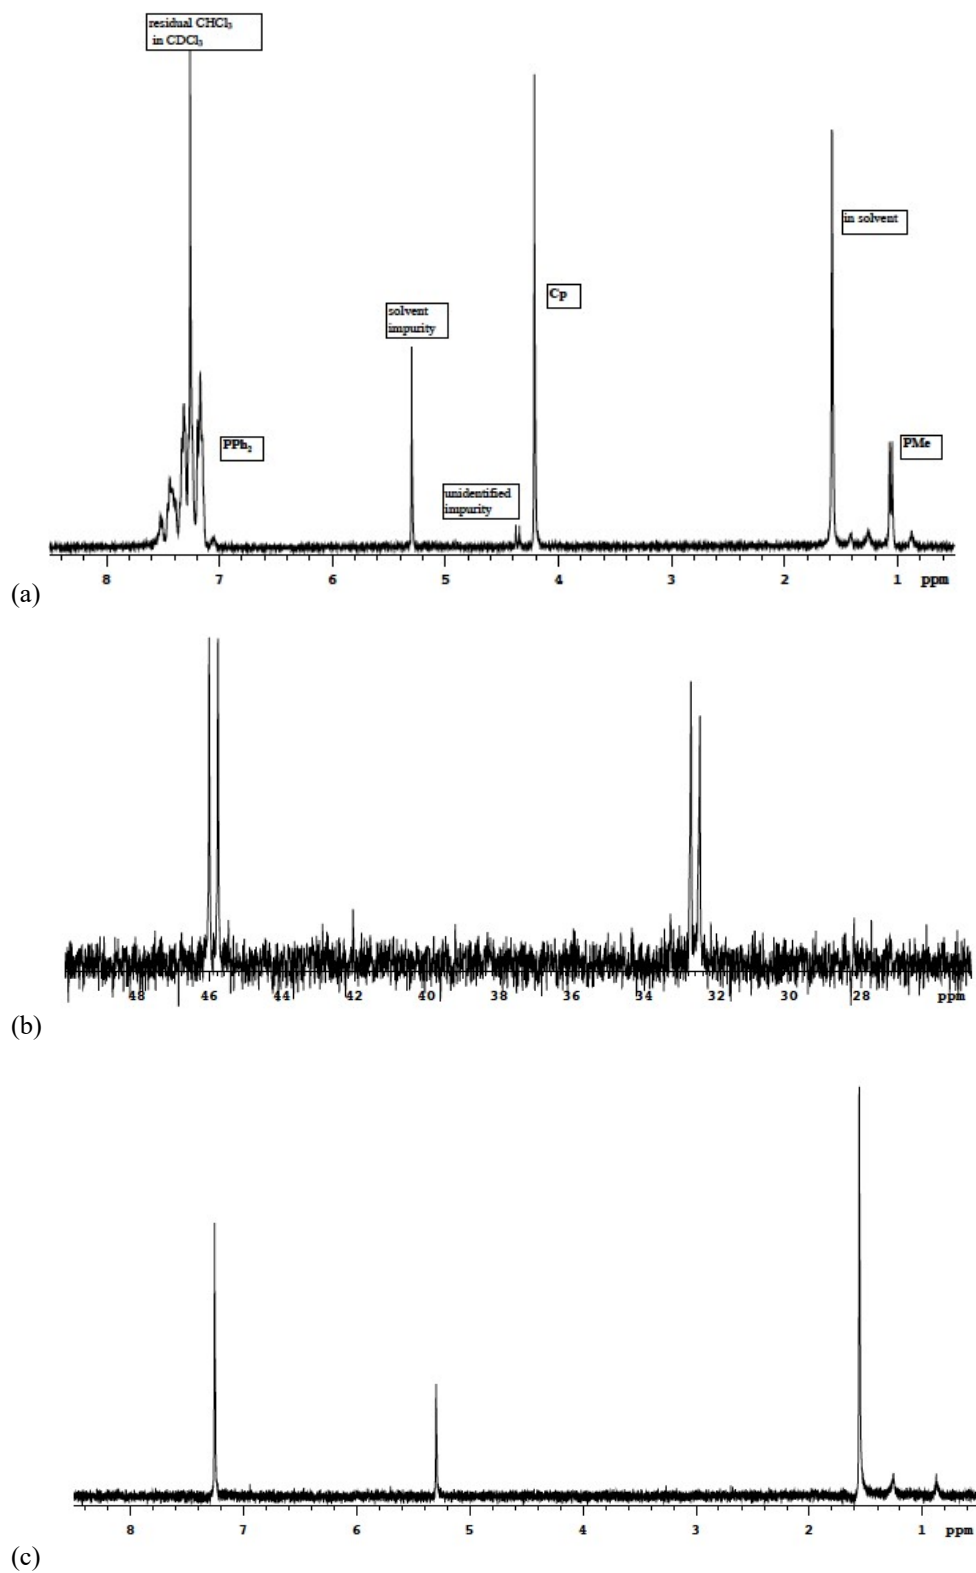 residual CHCl₃
in CDCl₃
in solvent
Cp
solvent
impurity
PPh₂
PMe
unidentified
impurity
8 7 6 5 4 3 2 1 ppm
(a)
48 46 44 42 40 38 36 34 32 30 28 ppm
(b)
8 7 6 5 4 3 2 1 ppm
(c)